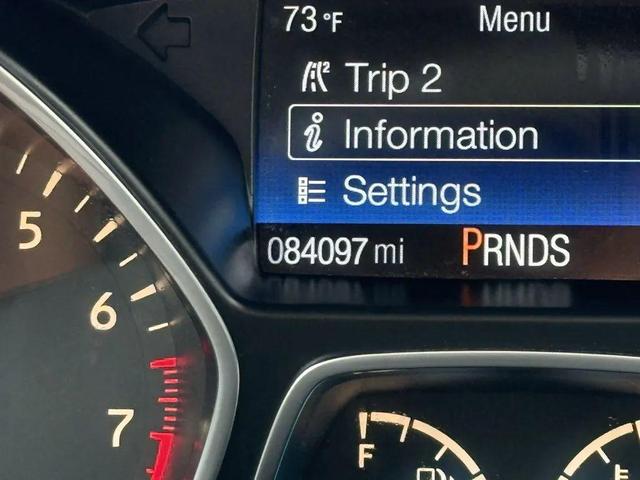 73 °F Menu
Trip 2
Information
Settings
084097 mi PRNDS
5
6
7
F